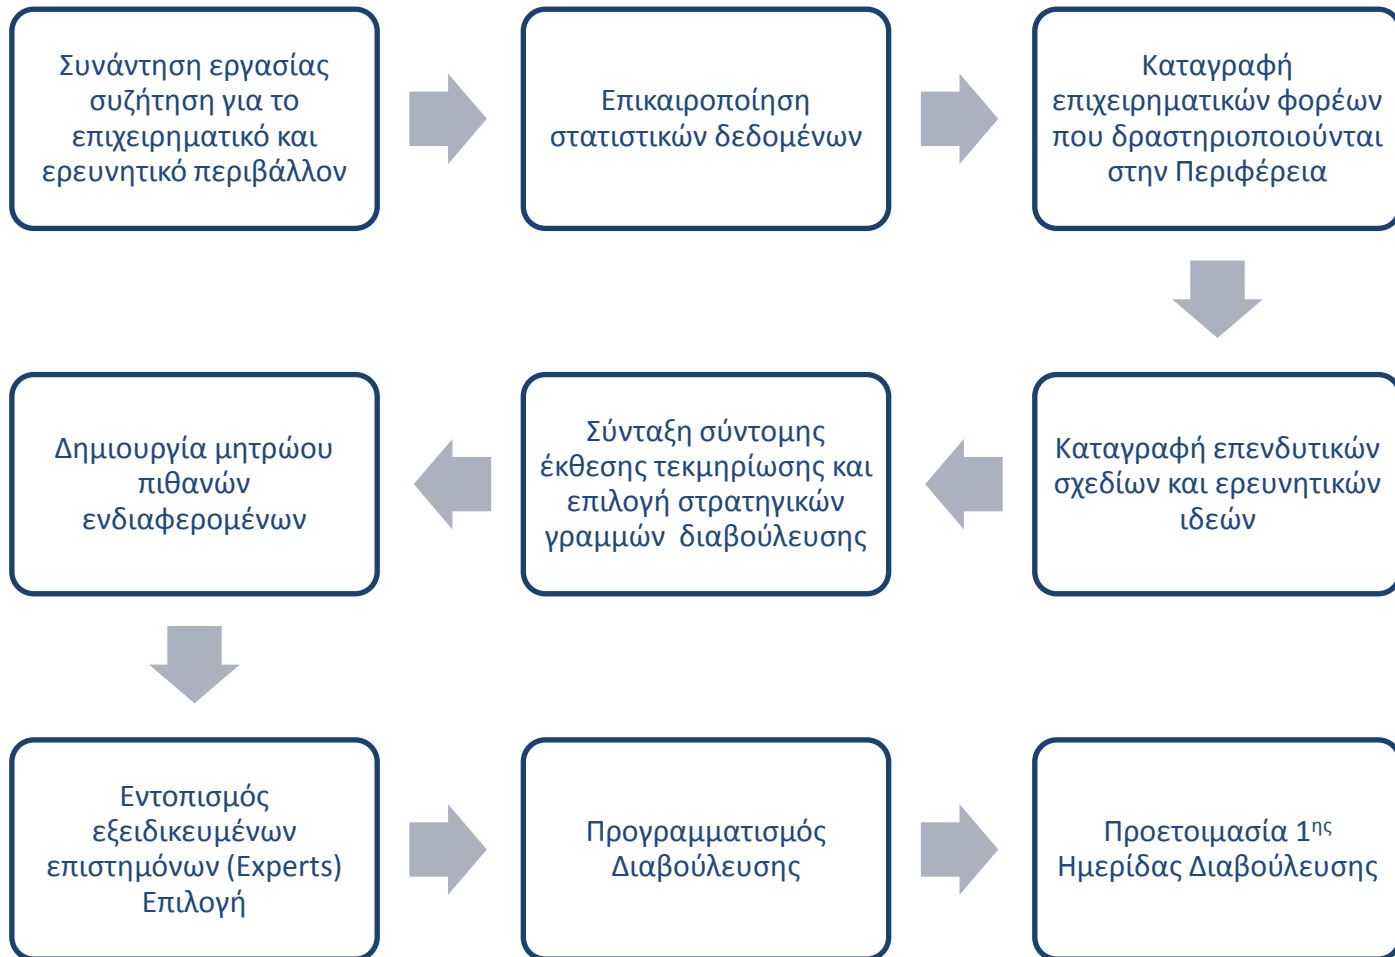 Συνάντηση εργασίας
συζήτηση για το
επιχειρηματικό και
ερευνητικό περιβάλλον
Επικαιροποίηση
στατιστικών δεδομένων
Καταγραφή
επιχειρηματικών φορέων
που δραστηριοποιούνται
στην Περιφέρεια
Καταγραφή επενδυτικών
σχεδίων και ερευνητικών
ιδεών
Σύνταξη σύντομης
έκθεσης τεκμηρίωσης και
επιλογή στρατηγικών
γραμμών διαβούλευσης
Δημιουργία μητρώου
πιθανών
ενδιαφερομένων
Εντοπισμός
εξειδικευμένων
επιστημόνων (Experts)
Επιλογή
Προγραμματισμός
Διαβούλευσης
Προετοιμασία 1ης
Ημερίδας Διαβούλευσης